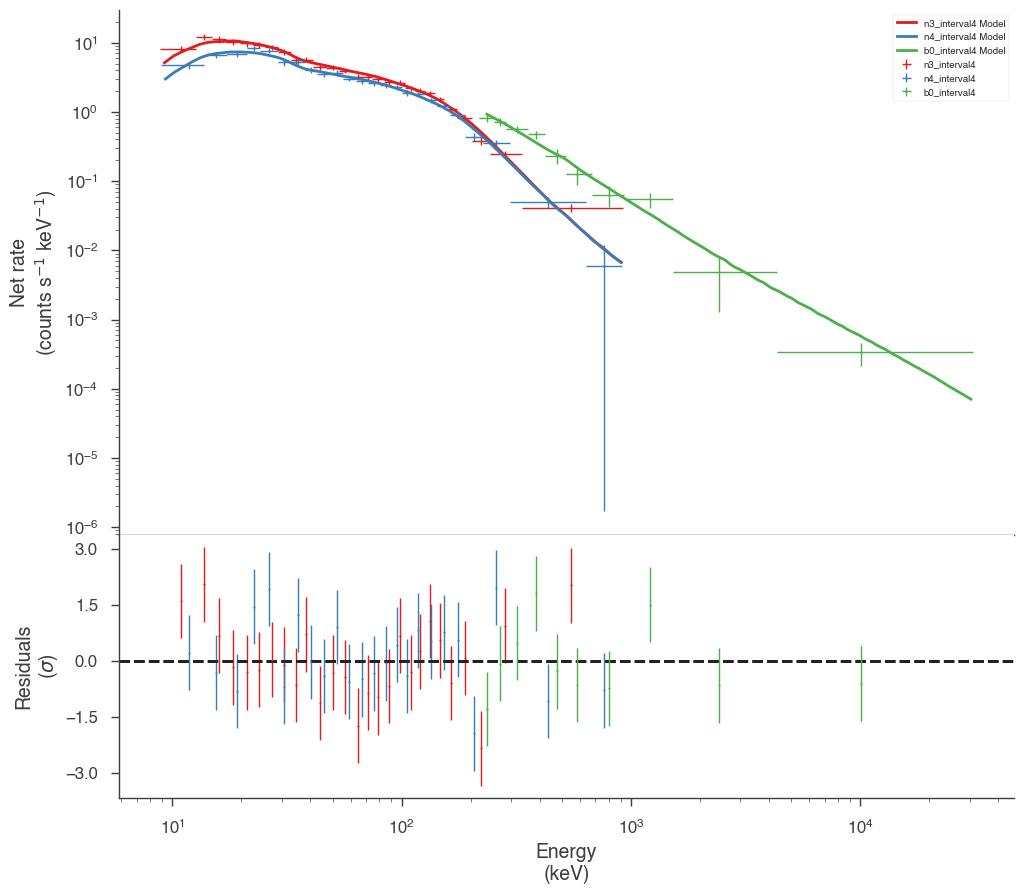 n3_interval4 Model
n4_interval4 Model
b0_interval4 Model
n3_interval4
n4_interval4
b0_interval4
10¹
10⁰
10⁻¹
10⁻²
10⁻³
10⁻⁴
10⁻⁵
10⁻⁶
Net rate
(counts s⁻¹ keV⁻¹)
3.0
1.5
0.0
−1.5
−3.0
Residuals
(σ)
10¹ 10² 10³ 10⁴
Energy
(keV)